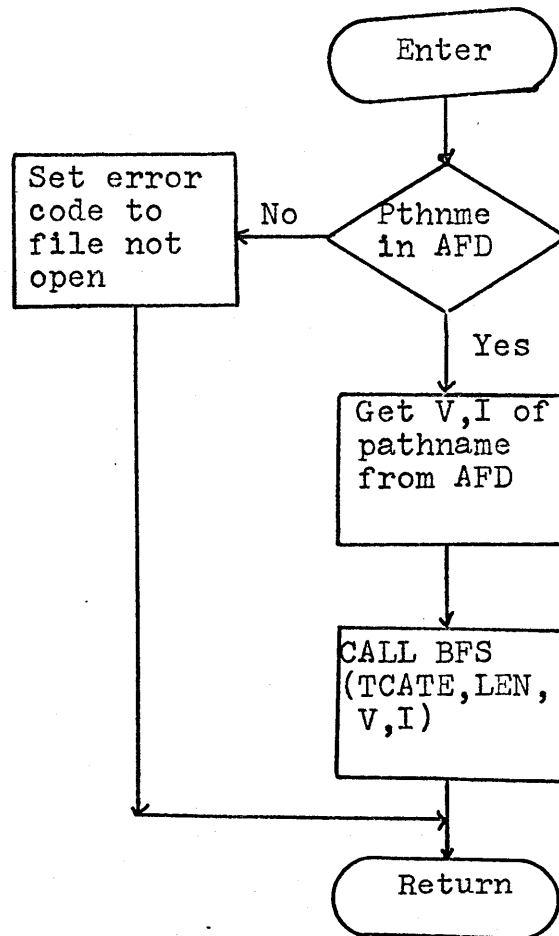 Enter
Pthnme
in AFD
No
Set error
code to
file not
open
Yes
Get V,I of
pathname
from AFD
CALL BFS
(TCATE,LEN,
V,I)
Return